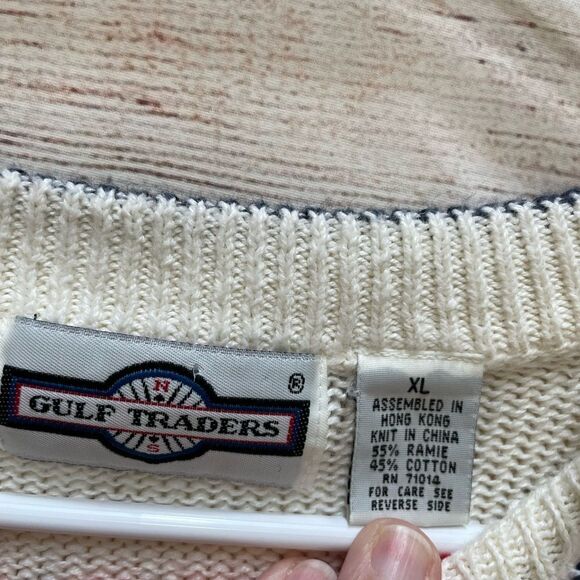 N
GULF TRADERS
S
®
XL
ASSEMBLED IN
HONG KONG
KNIT IN CHINA
55% RAMIE
45% COTTON
RN 71014
FOR CARE SEE
REVERSE SIDE